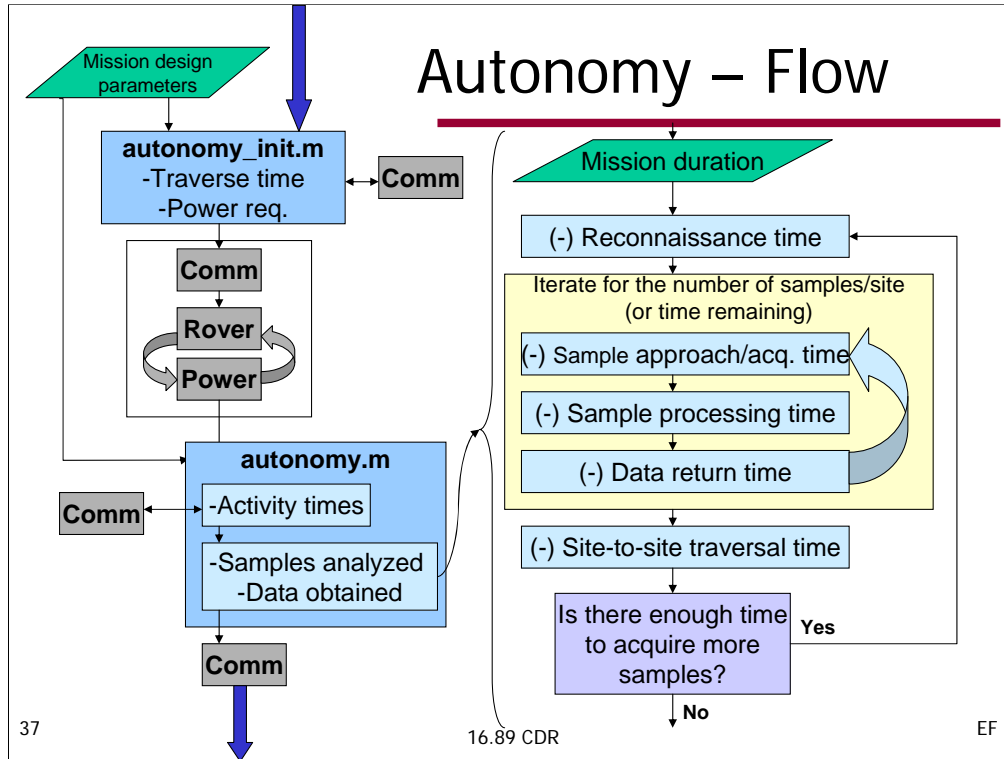 Autonomy – Flow
Mission design
parameters
autonomy_init.m
-Traverse time
-Power req.
Comm
Comm
Rover
Power
autonomy.m
Comm
-Activity times
-Samples analyzed
-Data obtained
Comm
Mission duration
(-) Reconnaissance time
Iterate for the number of samples/site
(or time remaining)
(-) Sample approach/acq. time
(-) Sample processing time
(-) Data return time
(-) Site-to-site traversal time
Is there enough time
to acquire more
samples?
Yes
No
37
16.89 CDR
EF